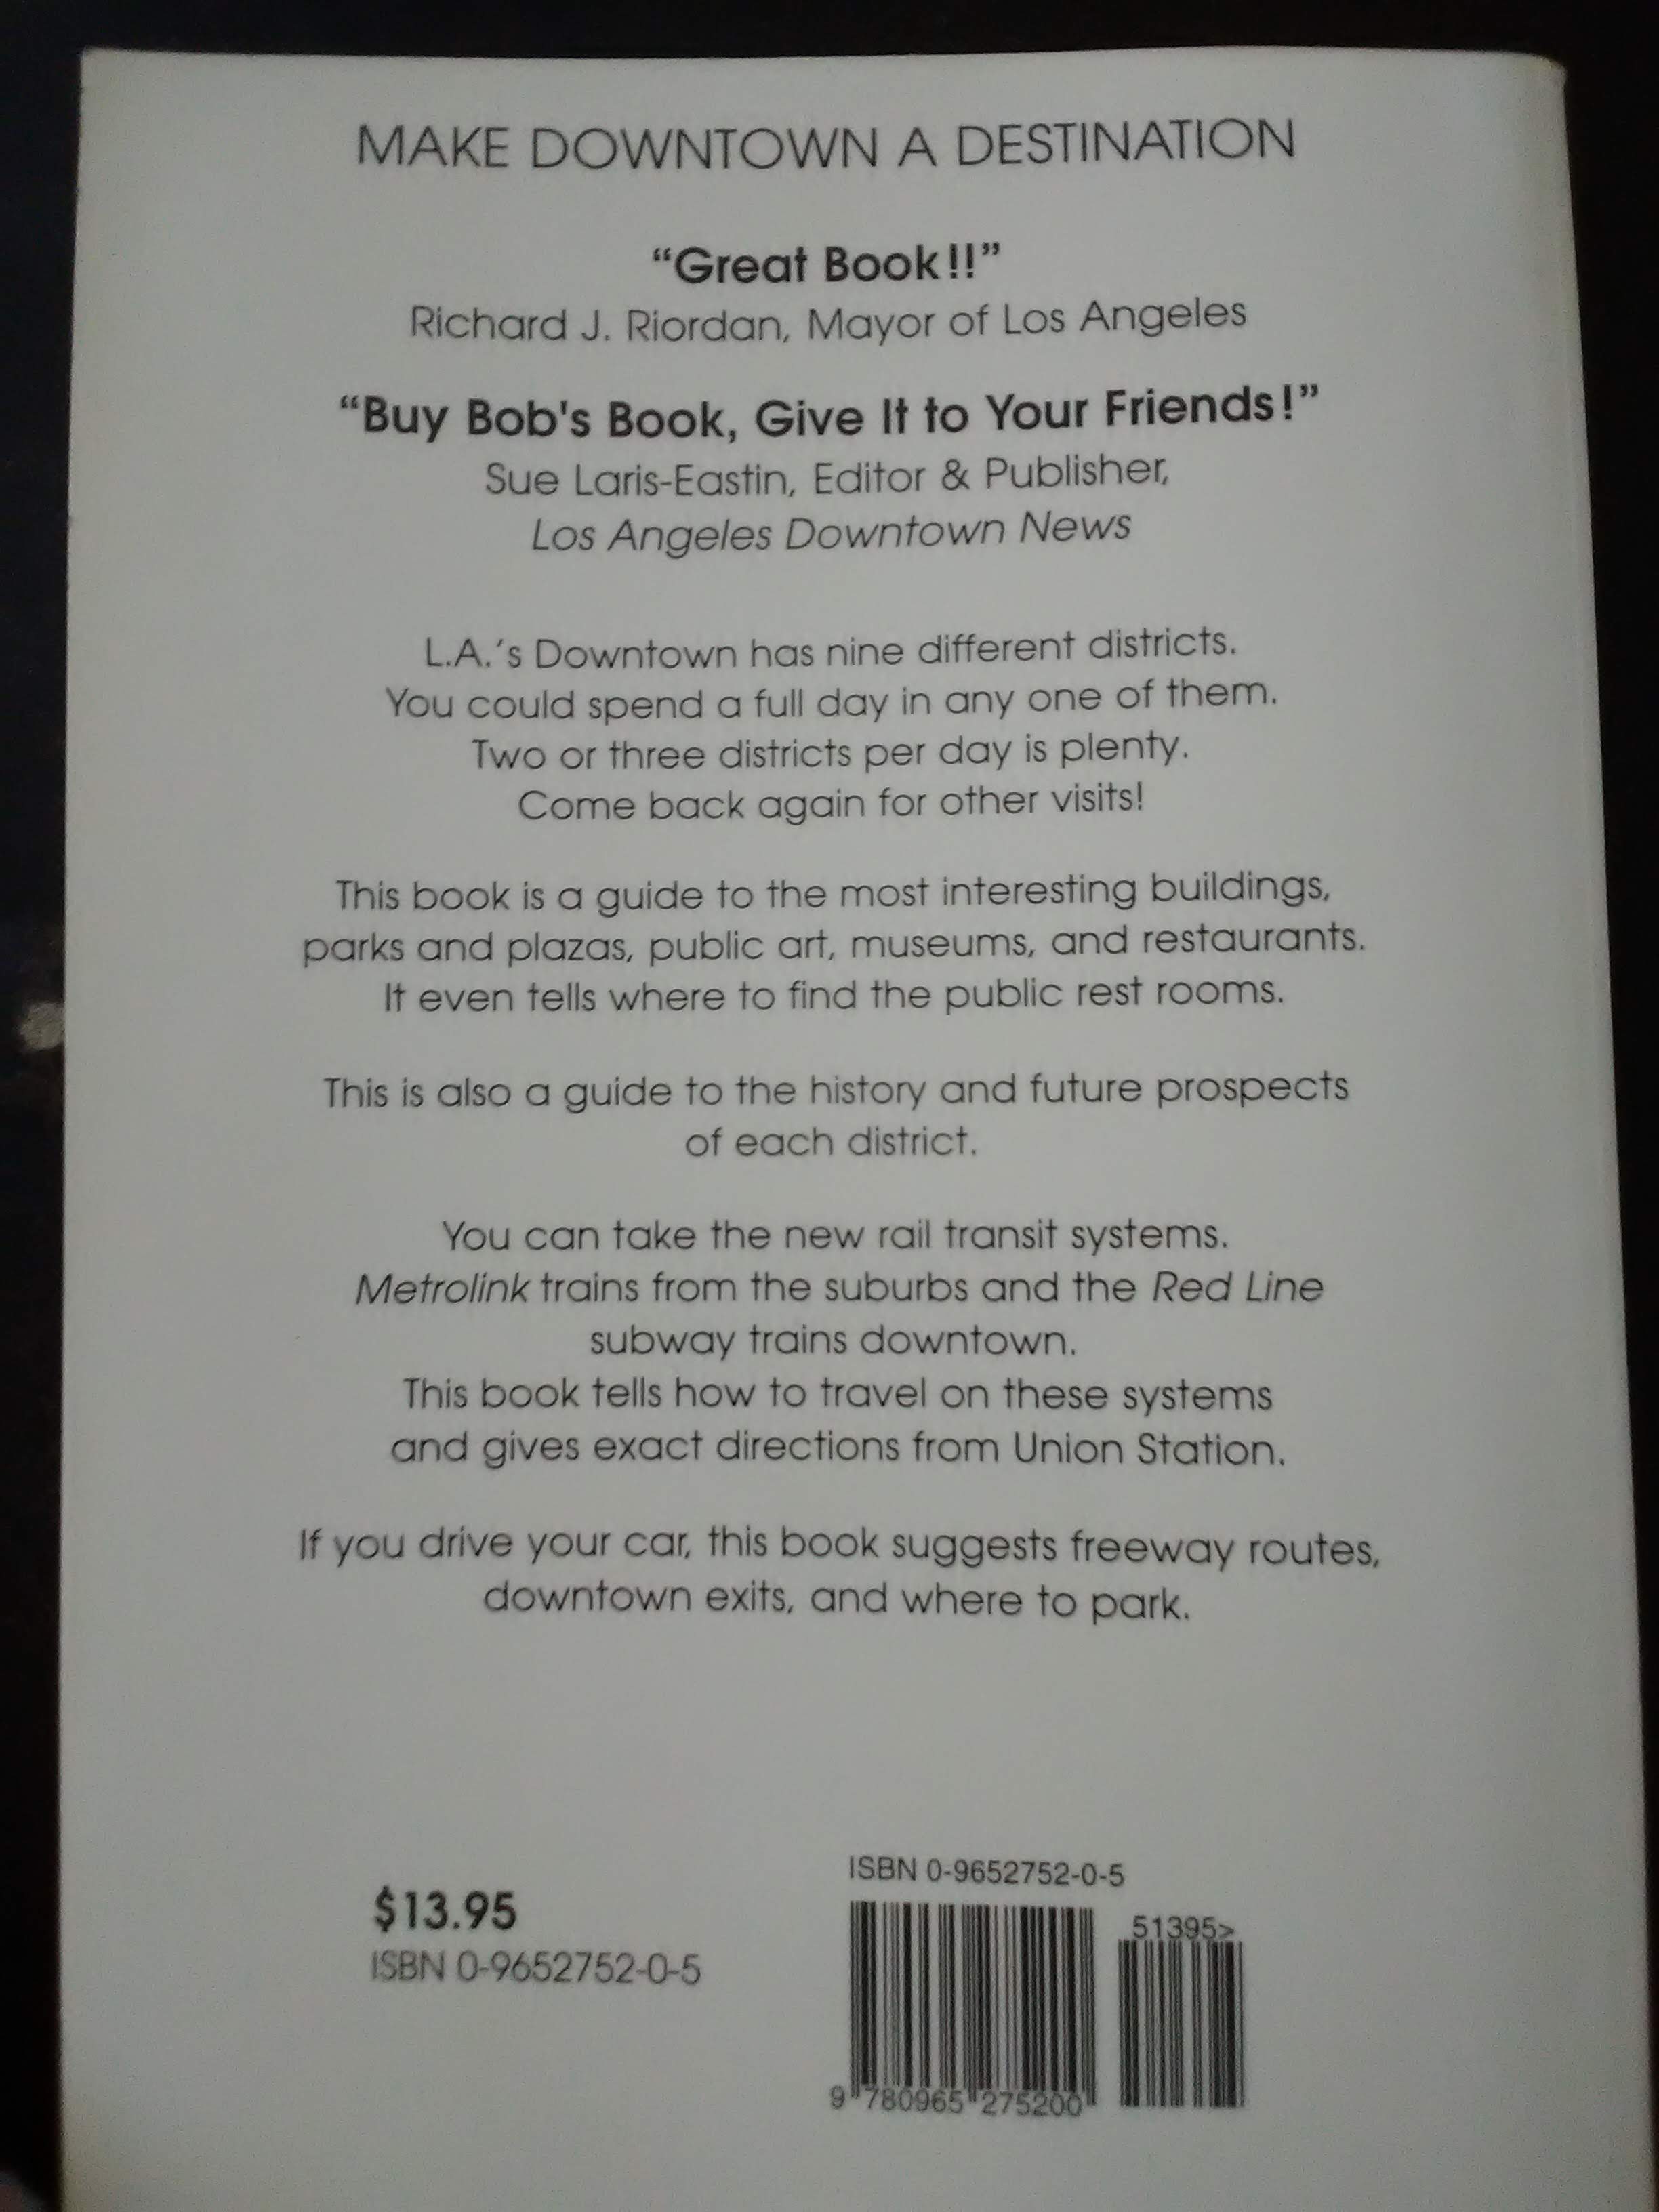 MAKE DOWNTOWN A DESTINATION
“Great Book!!”
Richard J. Riordan, Mayor of Los Angeles
“Buy Bob's Book, Give It to Your Friends!”
Sue Laris-Eastin, Editor & Publisher,
Los Angeles Downtown News
L.A.´s Downtown has nine different districts.
You could spend a full day in any one of them.
Two or three districts per day is plenty.
Come back again for other visits!
This book is a guide to the most interesting buildings,
parks and plazas, public art, museums, and restaurants.
It even tells where to find the public rest rooms.
This is also a guide to the history and future prospects
of each district.
You can take the new rail transit systems.
Metrolink trains from the suburbs and the Red Line
subway trains downtown.
This book tells how to travel on these systems
and gives exact directions from Union Station.
If you drive your car, this book suggests freeway routes,
downtown exits, and where to park.
$13.95
ISBN 0-9652752-0-5
ISBN 0-9652752-0-5
51395>
9 780965 275200